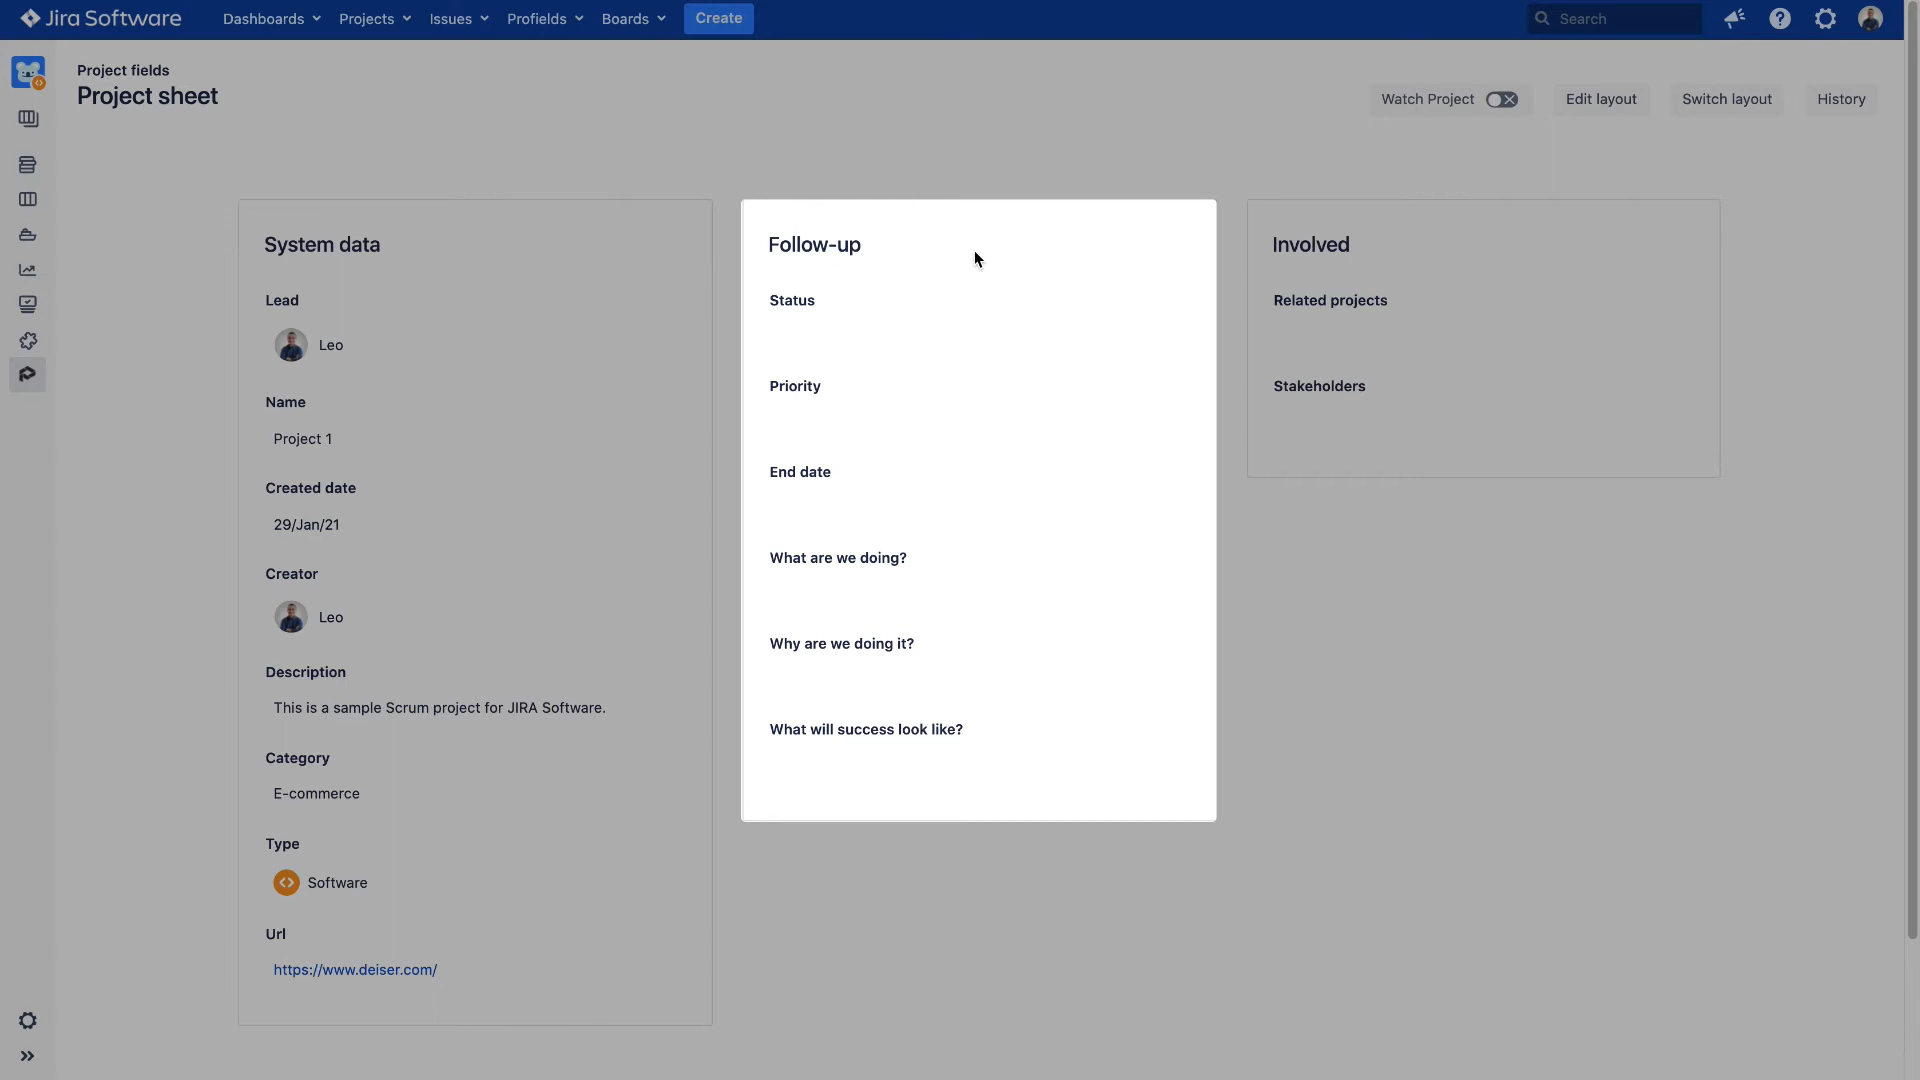 Jira Software
Dashboards
Projects
Issues
Profields
Boards
Create
Search
Project fields
Project sheet
Watch Project
Edit layout
Switch layout
History
System data
Lead
Leo
Name
Project 1
Created date
29/Jan/21
Creator
Leo
Description
This is a sample Scrum project for JIRA Software.
Category
E-commerce
Type
Software
Url
https://www.deiser.com/
Follow-up
Status
Priority
End date
What are we doing?
Why are we doing it?
What will success look like?
Involved
Related projects
Stakeholders